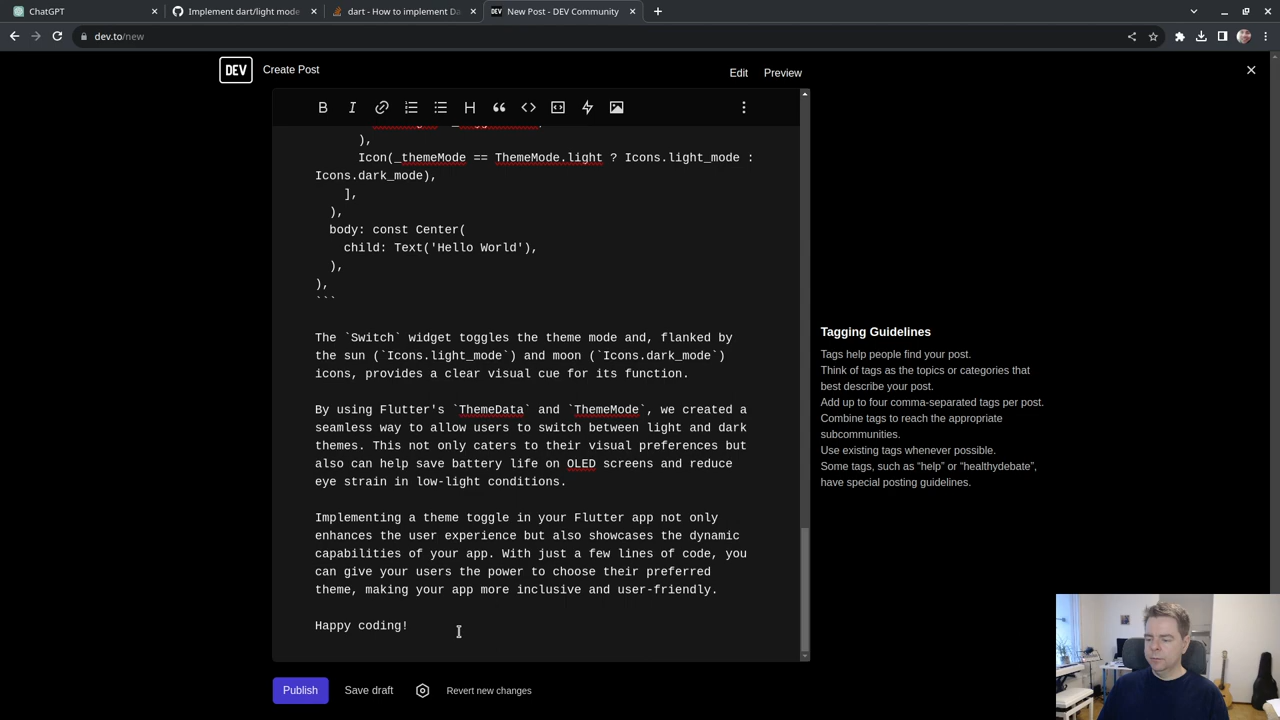 ChatGPT
Implement dart/light mode
dart - How to implement Da
New Post - DEV Community
dev.to/new
DEV
Create Post
Edit
Preview
),
Icon(_themeMode == ThemeMode.light ? Icons.light_mode :
Icons.dark_mode),
],
),
body: const Center(
child: Text('Hello World'),
),
),
```
The `Switch` widget toggles the theme mode and, flanked by
the sun (`Icons.light_mode`) and moon (`Icons.dark_mode`)
icons, provides a clear visual cue for its function.
By using Flutter's `ThemeData` and `ThemeMode`, we created a
seamless way to allow users to switch between light and dark
themes. This not only caters to their visual preferences but
also can help save battery life on OLED screens and reduce
eye strain in low-light conditions.
Implementing a theme toggle in your Flutter app not only
enhances the user experience but also showcases the dynamic
capabilities of your app. With just a few lines of code, you
can give your users the power to choose their preferred
theme, making your app more inclusive and user-friendly.
Happy coding!
Tagging Guidelines
Tags help people find your post.
Think of tags as the topics or categories that
best describe your post.
Add up to four comma-separated tags per post.
Combine tags to reach the appropriate
subcommunities.
Use existing tags whenever possible.
Some tags, such as “help” or “healthydebate”,
have special posting guidelines.
Publish
Save draft
Revert new changes